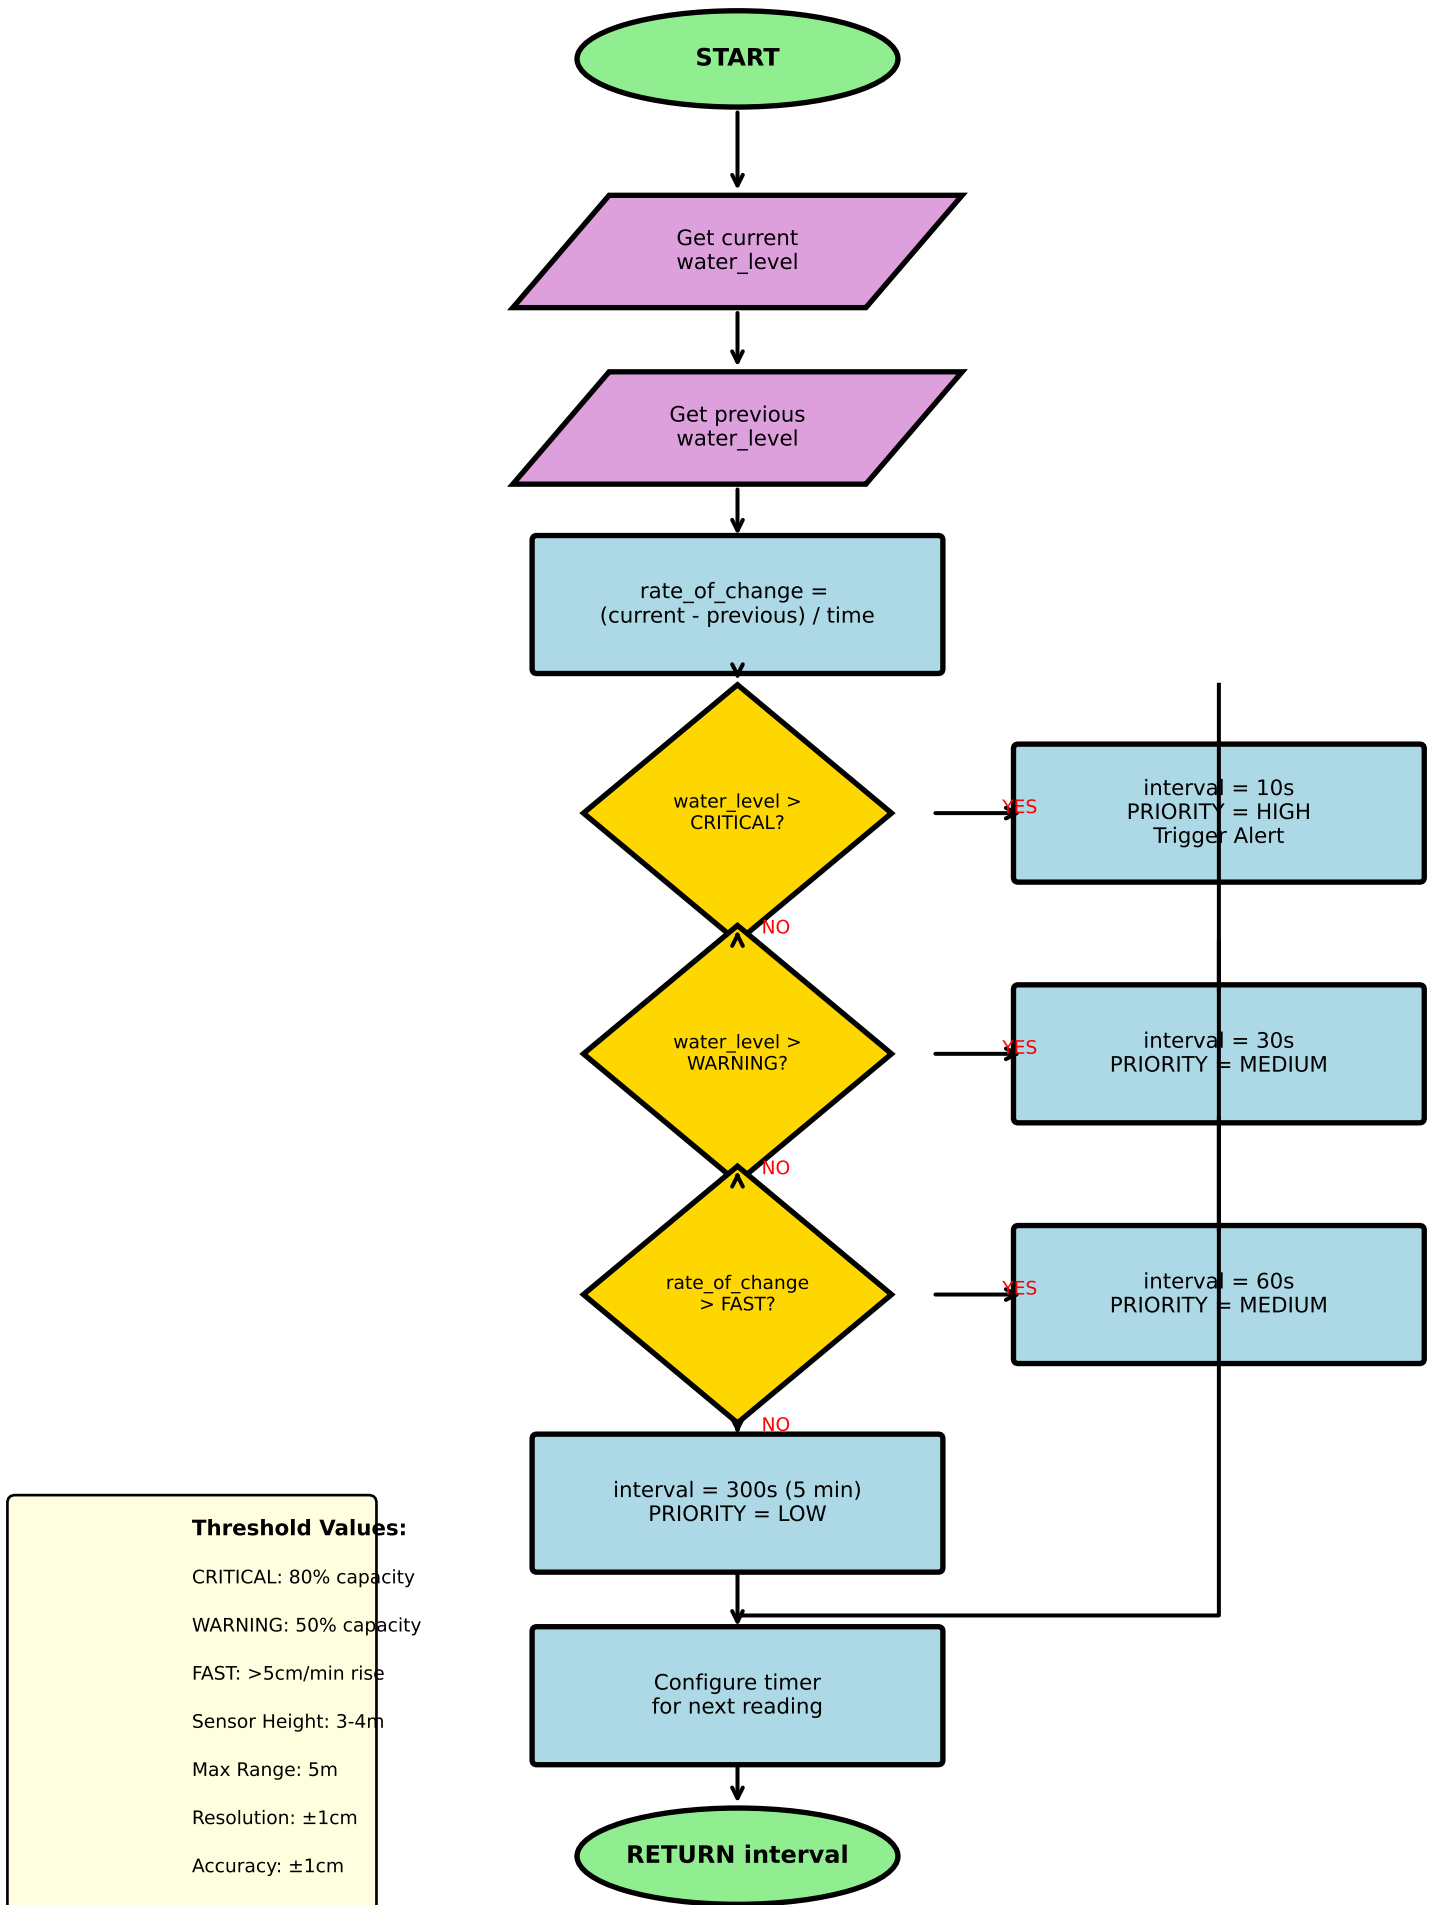 START
Get current
water_level
Get previous
water_level
rate_of_change =
(current - previous) / time
water_level >
CRITICAL?
YES
interval = 10s
PRIORITY = HIGH
Trigger Alert
NO
water_level >
WARNING?
YES
interval = 30s
PRIORITY = MEDIUM
NO
rate_of_change
> FAST?
YES
interval = 60s
PRIORITY = MEDIUM
NO
interval = 300s (5 min)
PRIORITY = LOW
Configure timer
for next reading
RETURN interval
Threshold Values:
CRITICAL: 80% capacity
WARNING: 50% capacity
FAST: >5cm/min rise
Sensor Height: 3-4m
Max Range: 5m
Resolution: ±1cm
Accuracy: ±1cm